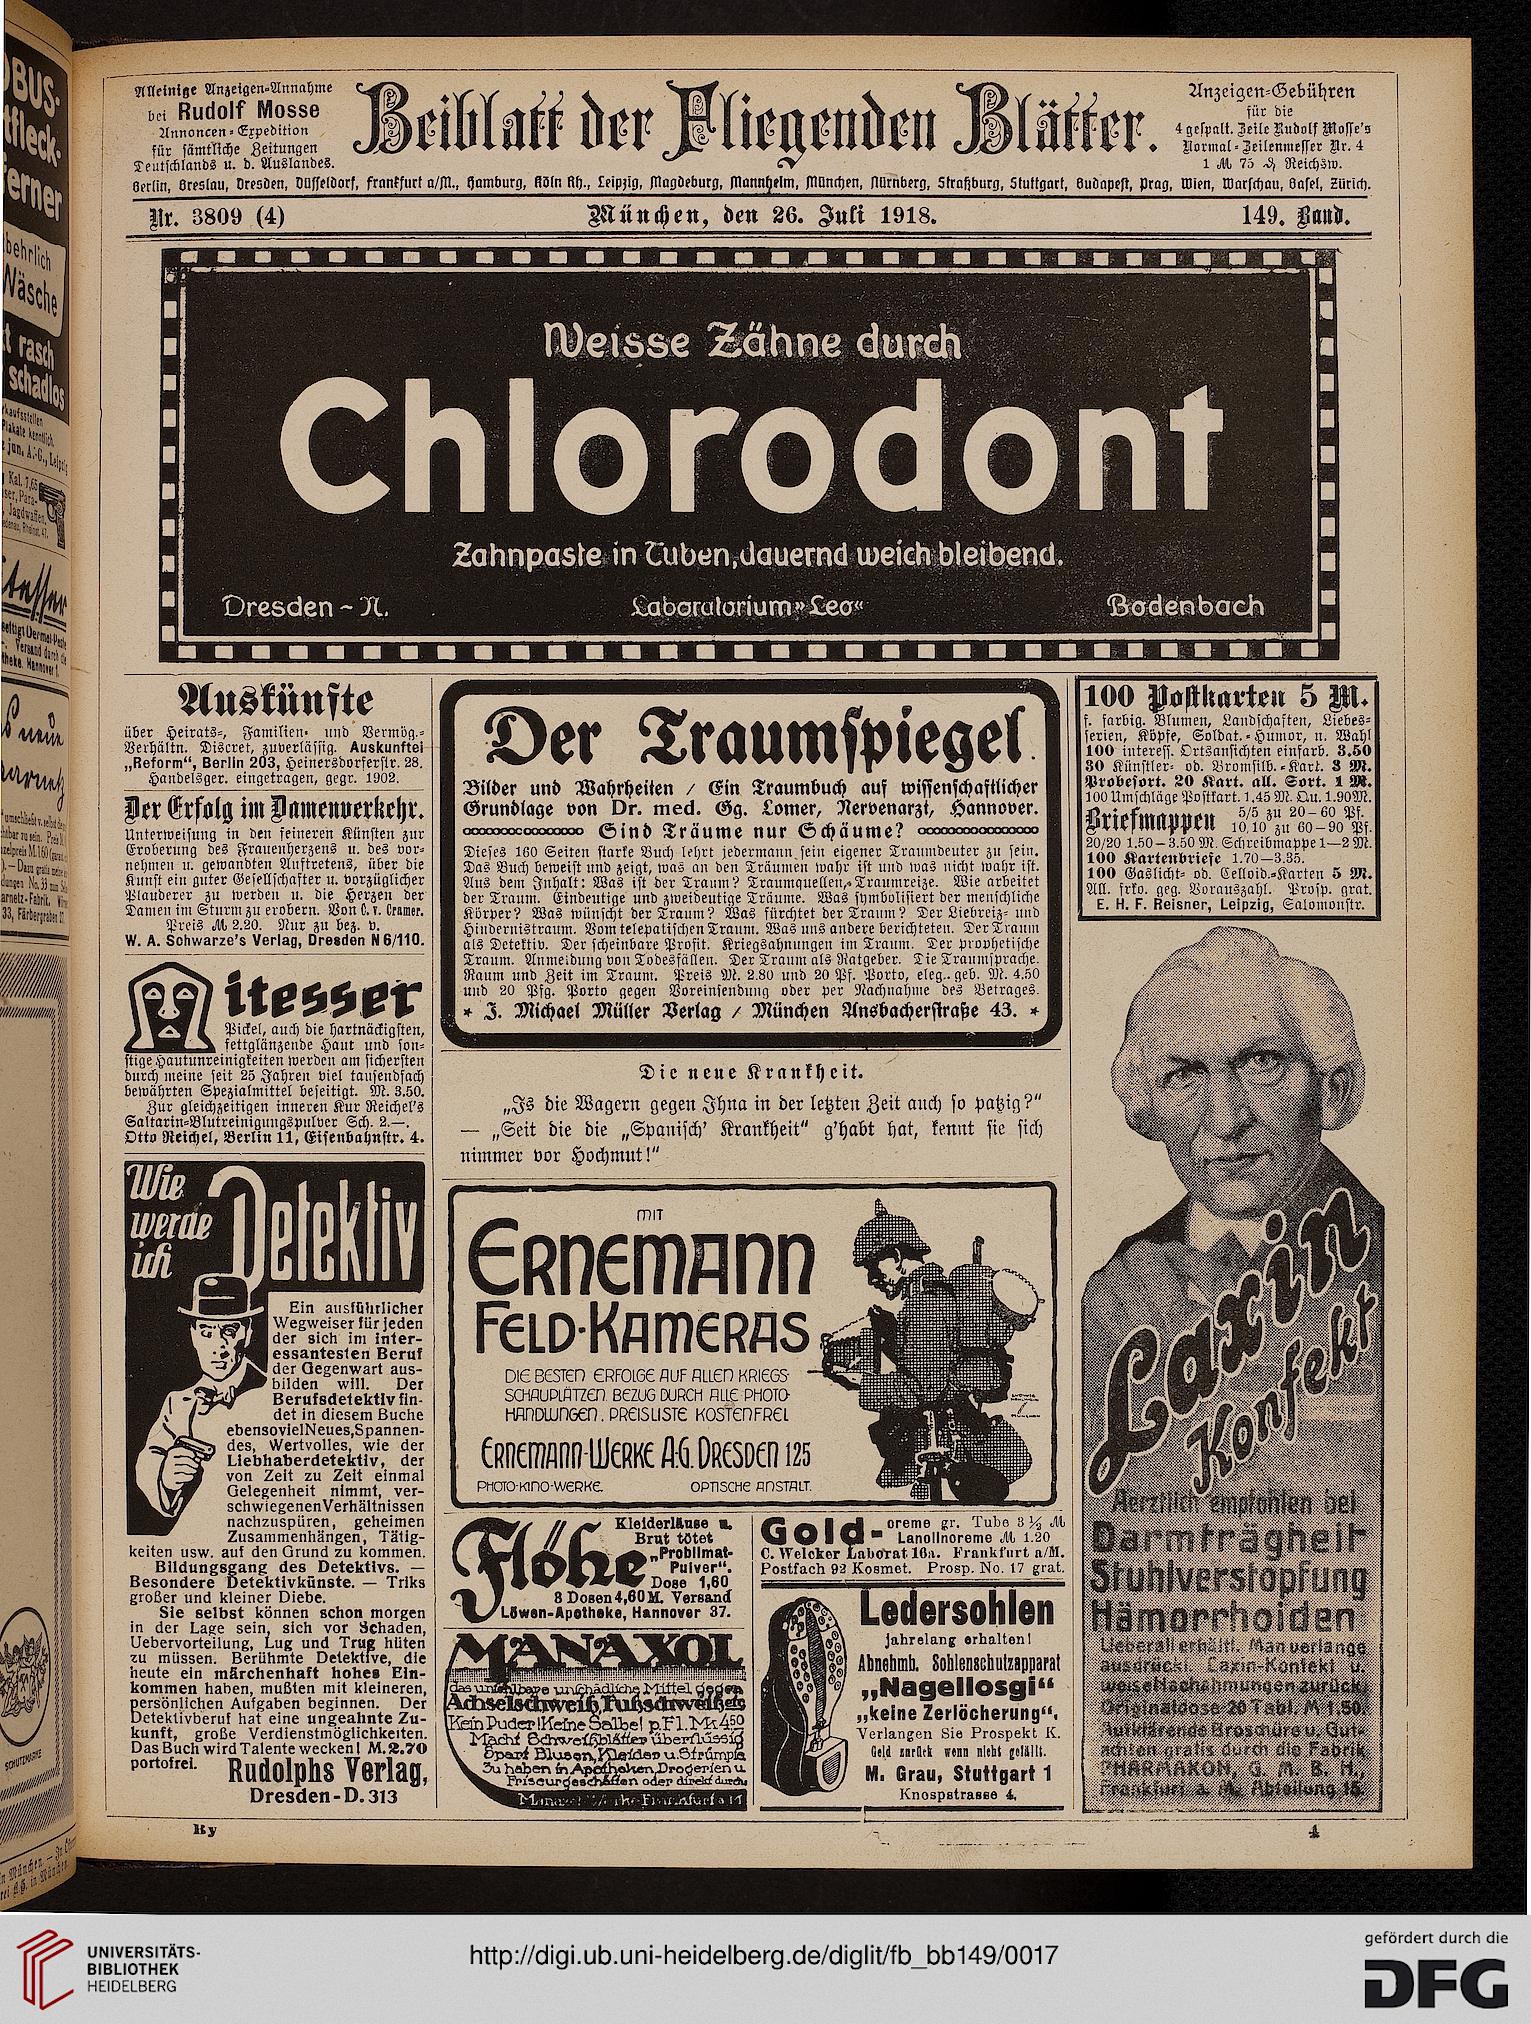 Alleinige Anzeigen-Annahme
bei Rudolf Mosse
Annoncen-Expedition
für sämtliche Zeitungen
Deutschlands u. d. Auslandes.
Beiblatt der Fliegenden Blätter.
Anzeigen-Gebühren
für die
4 gespalt. Zeile Rudolf Mosse's
Normal-Zeilenmesser Nr. 4
1 M 75 ₰ Reichsw.
Berlin, Breslau, Dresden, Düsseldorf, Frankfurt a/M., Hamburg, Köln Rh., Leipzig, Magdeburg, Mannheim, München, Nürnberg, Straßburg, Stuttgart, Budapest, Prag, Wien, Warschau, Basel, Zürich.
Nr. 3809 (4)
München, den 26. Juli 1918.
149. Band.
Weisse Zähne durch
Chlorodont
Zahnpaste in Tuben, dauernd weich bleibend.
Dresden - N.
Laboratorium »Leo«
Bodenbach
Auskünfte
über Heirats-, Familien- und Vermög.-
Verhältn. Discret, zuverlässig. Auskunftei
„Reform“, Berlin 203, Heinersdorferstr. 28.
Handelsger. eingetragen, gegr. 1902.
Der Erfolg im Damenverkehr.
Unterweisung in den feineren Künsten zur
Eroberung des Frauenherzens u. des vor-
nehmen u. gewandten Auftretens, über die
Kunst ein guter Gesellschafter u. vorzüglicher
Plauderer zu werden u. die Herzen der
Damen im Sturm zu erobern. Von C. v. Cramer.
Preis M 2.20. Nur zu bez. v.
W. A. Schwarze's Verlag, Dresden N 6/110.
Mitesser
Pickel, auch die hartnäckigsten,
fettglänzende Haut und son-
stige Hautunreinigkeiten werden am sichersten
durch meine seit 25 Jahren viel tausendfach
bewährten Spezialmittel beseitigt. M. 3.50.
Zur gleichzeitigen inneren Kur Reichel's
Saltarin-Blutreinigungspulver Sch. 2.—.
Otto Reichel, Berlin 11, Eisenbahnstr. 4.
Wie
werde
ich
Detektiv
Ein ausführlicher
Wegweiser für jeden
der sich im inter-
essantesten Beruf
der Gegenwart aus-
bilden will. Der
Berufsdetektiv fin-
det in diesem Buche
ebensovielNeues,Spannen-
des, Wertvolles, wie der
Liebhaberdetektiv, der
von Zeit zu Zeit einmal
Gelegenheit nimmt, ver-
schwiegenenVerhältnissen
nachzuspüren, geheimen
Zusammenhängen, Tätig-
keiten usw. auf den Grund zu kommen.
Bildungsgang des Detektivs. —
Besondere Detektivkünste. — Triks
großer und kleiner Diebe.
Sie selbst können schon morgen
in der Lage sein, sich vor Schaden,
Uebervorteilung, Lug und Trug hüten
zu müssen. Berühmte Detektive, die
heute ein märchenhaft hohes Ein-
kommen haben, mußten mit kleineren,
persönlichen Aufgaben beginnen. Der
Detektivberuf hat eine ungeahnte Zu-
kunft, große Verdienstmöglichkeiten.
Das Buch wird Talente wecken! M.2.70
portofrei.
Rudolphs Verlag,
Dresden-D. 313
Der Traumspiegel
Bilder und Wahrheiten / Ein Traumbuch auf wissenschaftlicher
Grundlage von Dr. med. Gg. Lomer, Nervenarzt, Hannover.
Sind Träume nur Schäume?
Dieses 160 Seiten starke Buch lehrt jedermann sein eigener Traumdeuter zu sein.
Das Buch beweist und zeigt, was an den Träumen wahr ist und was nicht wahr ist.
Aus dem Inhalt: Was ist der Traum? Traumquellen, Traumreize. Wie arbeitet
der Traum. Eindeutige und zweideutige Träume. Was symbolisiert der menschliche
Körper? Was wünscht der Traum? Was fürchtet der Traum? Der Liebreiz- und
Hindernistraum. Vom telepatischen Traum. Was uns andere berichteten. Der Traum
als Detektiv. Der scheinbare Profit. Kriegsahnungen im Traum. Der prophetische
Traum. Anmeldung von Todesfällen. Der Traum als Ratgeber. Die Traumsprache.
Raum und Zeit im Traum. Preis M. 2.80 und 20 Pf. Porto, eleg. geb. M. 4.50
und 20 Pfg. Porto gegen Voreinsendung oder per Nachnahme des Betrages.
* J. Michael Müller Verlag / München Ansbacherstraße 43. *
Die neue Krankheit.
„Is die Wagern gegen Ihna in der letzten Zeit auch so patzig?“
— „Seit die die „Spanisch' Krankheit“ g'habt hat, kennt sie sich
nimmer vor Hochmut!“
MIT
ERNEMANN
FELD-KAMERAS
DIE BESTEN ERFOLGE AUF ALLEN KRIEGS-
SCHAUPLÄTZEN. BEZUG DURCH ALLE PHOTO-
HANDLUNGEN. PREISLISTE KOSTENFREI.
ERNEMANN-WERKE A-G. DRESDEN 125
PHOTO-KINO-WERKE.
OPTISCHE ANSTALT.
Flöhe
Kleiderläuse u.
Brut tötet
„Problimat-
Pulver“.
Dose 1,60
3 Dosen 4,60 M. Versand
Löwen-Apotheke, Hannover 37.
MANAXOL
das unfehlbare unschädliche Mittel gegen
Achselschweiß, Fußschweiß etc
Kein Puder! Keine Salbe! p.Fl. Mk 4.50
Macht Schweißblätter überflüssig
Spart Blusen, Kleider u. Strümpfe
Zu haben in Apotheken, Drogerien u.
Friseurgeschäften oder direkt durch
Gold-
creme gr. Tube 3½ M
Lanolincreme M 1.20
C. Welcker Laborat 16a. Frankfurt a/M.
Postfach 92 Kosmet. Prosp. No. 17 grat.
Ledersohlen
jahrelang erhalten!
Abnehmb. Sohlenschutzapparat
„Nagellosgi“
„keine Zerlöcherung“.
Verlangen Sie Prospekt K.
Geld zurück wenn nicht gefällt.
M. Grau, Stuttgart 1
Knospstrasse 4.
100 Postkarten 5 M.
f. farbig. Blumen, Landschaften, Liebes-
serien, Köpfe, Soldat.-Humor, n. Wahl
100 interess. Ortsansichten einfarb. 3.50
30 Künstler- od. Bromsilb.-Kart. 3 M.
Probesort. 20 Kart. all. Sort. 1 M.
100 Umschläge Postkart. 1,45 M. Qu. 1.90M.
Briefmappen
5/5 zu 20-60 Pf.
10,10 zu 60-90 Pf.
20/20 1.50-3.50 M. Schreibmappe 1-2 M.
100 Kartenbriefe 1.70-3.35.
100 Gaslicht- od. Celloid.-Karten 5 M.
All. frko. geg. Vorauszahl. Prosp. grat.
E. H. F. Reisner, Leipzig, Salomonstr.
Laxin
Konfekt
Aerztlich empfohlen bei
Darmträgheit
Stuhlverstopfung
Hämorrhoiden
Ueberall erhältl. Man verlange
ausdrückl. Laxin-Konfekt u.
weise Nachahmungen zurück.
Originaldose 20 Tabl. M 1.50.
Aufklärende Broschüre u. Gut-
achten gratis durch die Fabrik
PHARMAKON, G. M. B. H.
Frankfurt a. M. Abteilung 15.
By
4
UNIVERSITÄTS-
BIBLIOTHEK
HEIDELBERG
http://digi.ub.uni-heidelberg.de/diglit/fb_bb149/0017
gefördert durch die
DFG